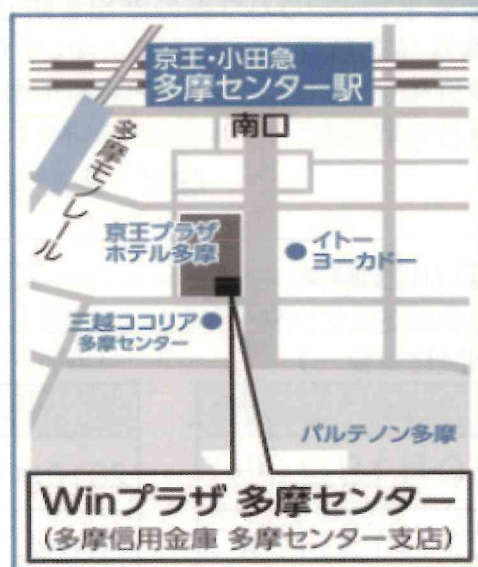 京王・小田急
多摩センター駅
南口
多摩モノレール
京王プラザ
ホテル多摩
イトー
ヨーカドー
三越ココリア
多摩センター
パルテノン多摩
Winプラザ 多摩センター
(多摩信用金庫 多摩センター支店)